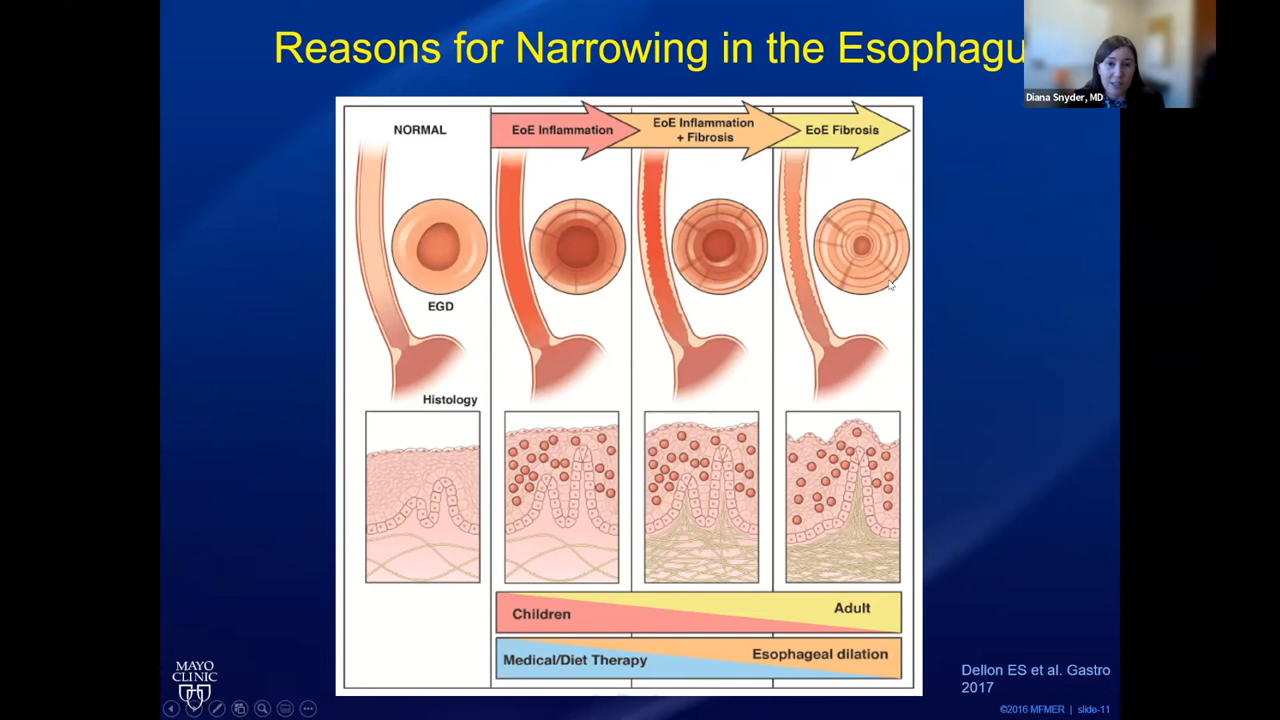 Reasons for Narrowing in the Esophagu
Diana Snyder, MD
NORMAL
EoE Inflammation
EoE Inflammation
+ Fibrosis
EoE Fibrosis
EGD
Histology
Children
Adult
Medical/Diet Therapy
Esophageal dilation
Dellon ES et al. Gastro
2017
MAYO
CLINIC
©2016 MFMER | slide-11